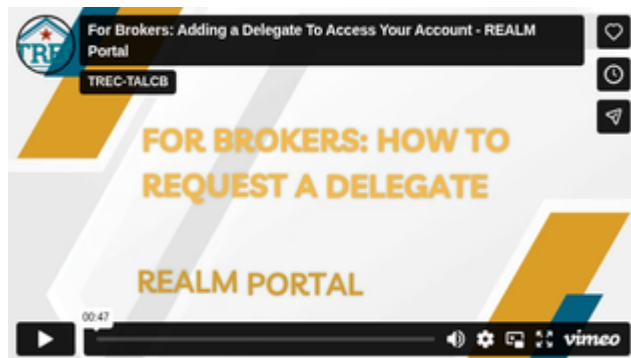 For Brokers: Adding a Delegate To Access Your Account - REALM
Portal
TRE
TREC-TALCB
FOR BROKERS: HOW TO
REQUEST A DELEGATE
REALM PORTAL
00:47
vimeo